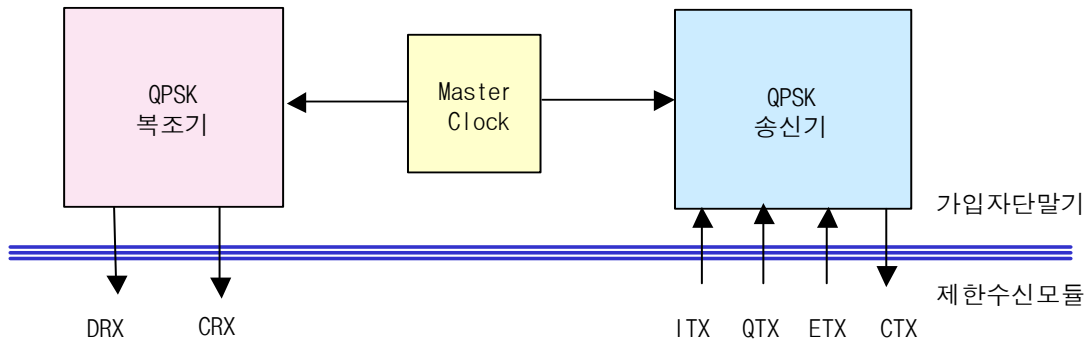 QPSK
복조기
Master
Clock
QPSK
송신기
가입자단말기
제한수신모듈
DRX
CRX
ITX
QTX
ETX
CTX